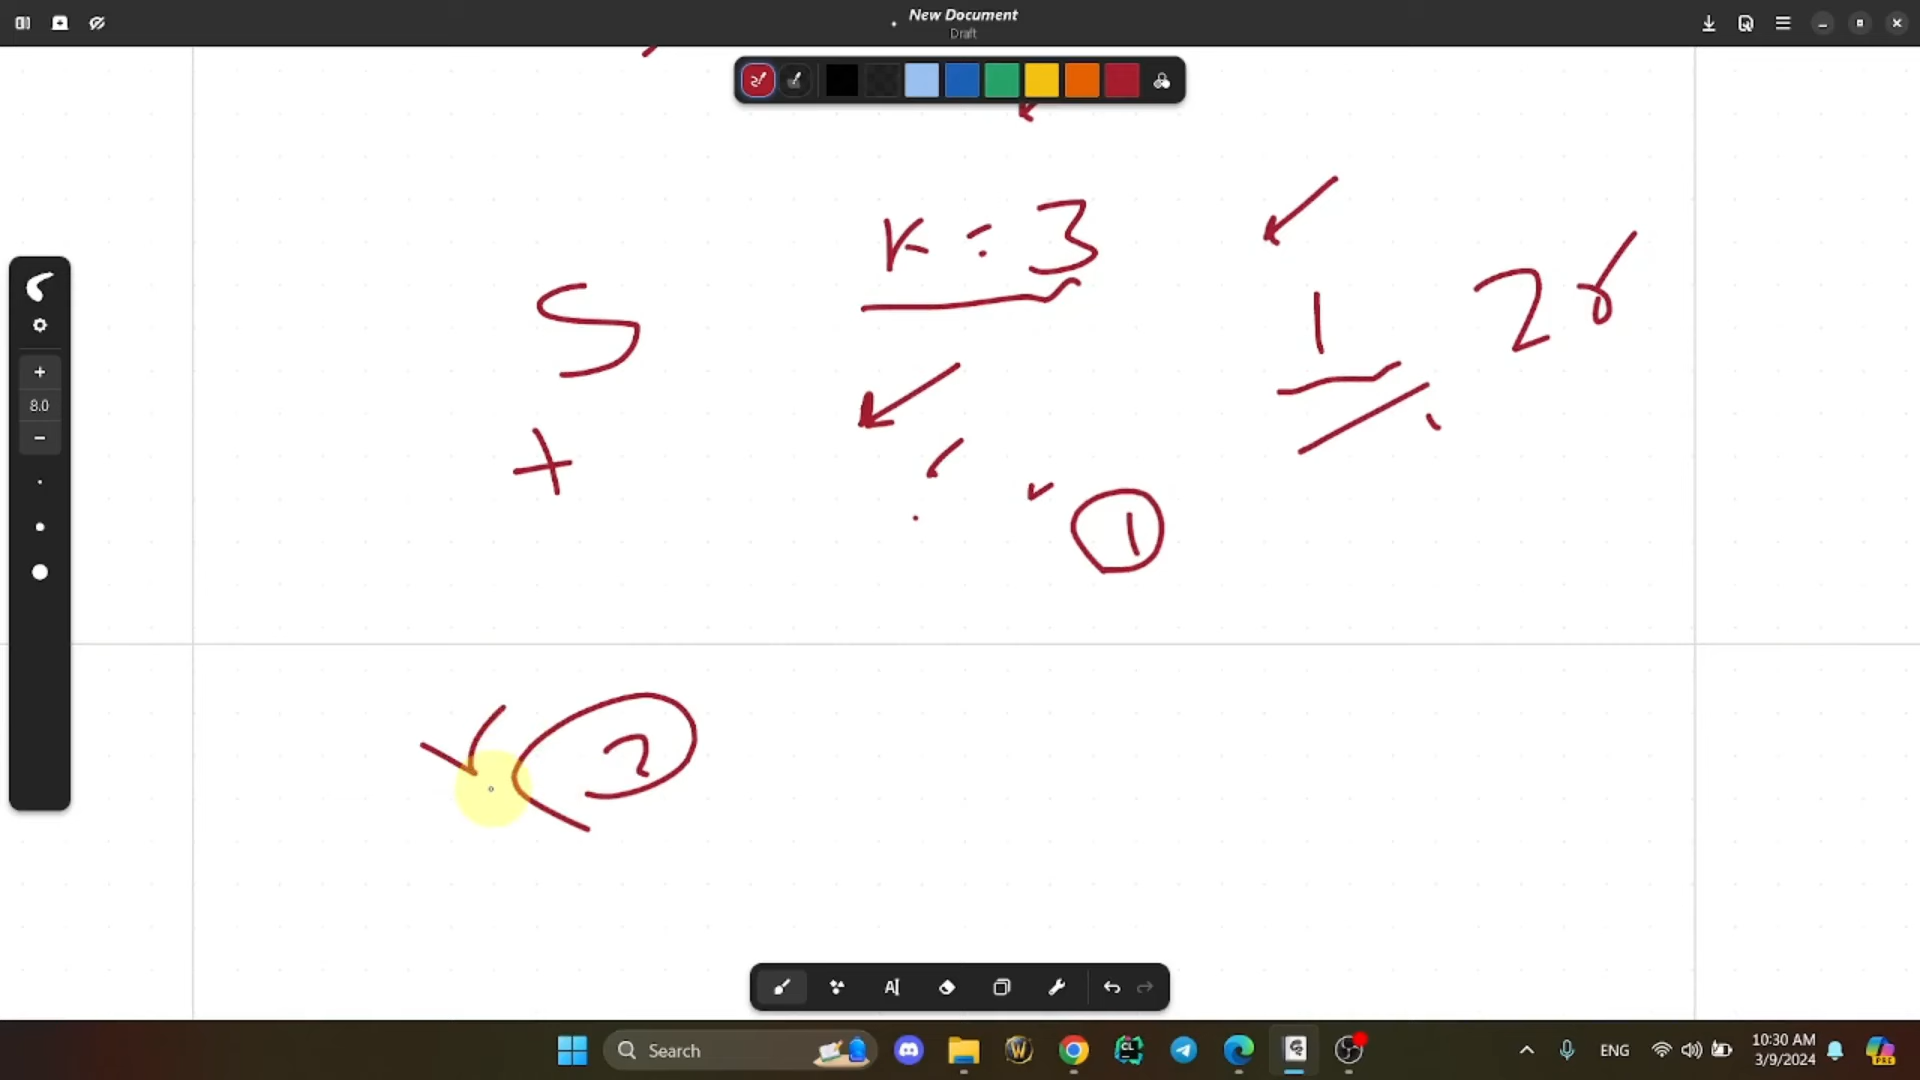 New Document
Draft
K = 3
S
1
2
+
1
2
8.0
Search
ENG
10:30 AM
3/9/2024